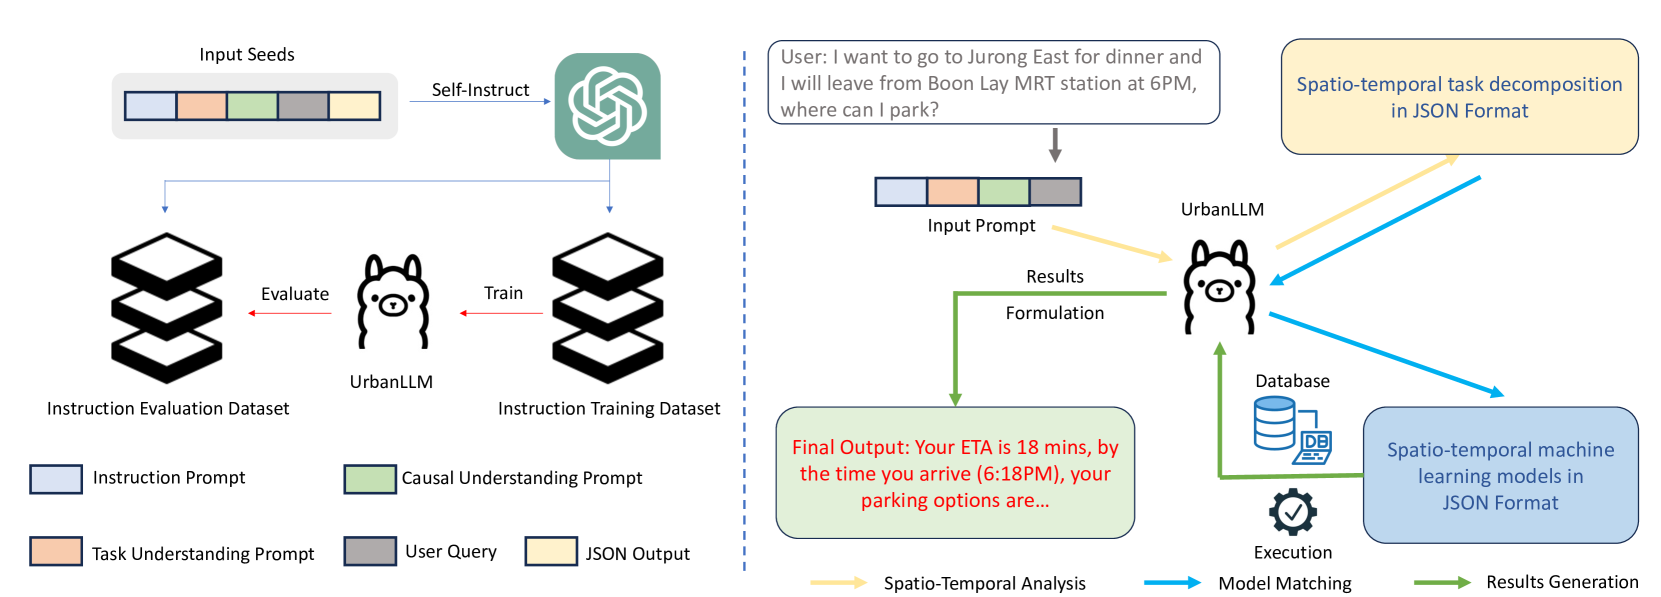 Input Seeds
Self-Instruct
Evaluate
Train
UrbanLLM
Instruction Evaluation Dataset
Instruction Training Dataset
Instruction Prompt
Causal Understanding Prompt
Task Understanding Prompt
User Query
JSON Output
User: I want to go to Jurong East for dinner and
I will leave from Boon Lay MRT station at 6PM,
where can I park?
Input Prompt
UrbanLLM
Spatio-temporal task decomposition
in JSON Format
Results
Formulation
Database
DB
Execution
Final Output: Your ETA is 18 mins, by
the time you arrive (6:18PM), your
parking options are...
Spatio-temporal machine
learning models in
JSON Format
Spatio-Temporal Analysis
Model Matching
Results Generation